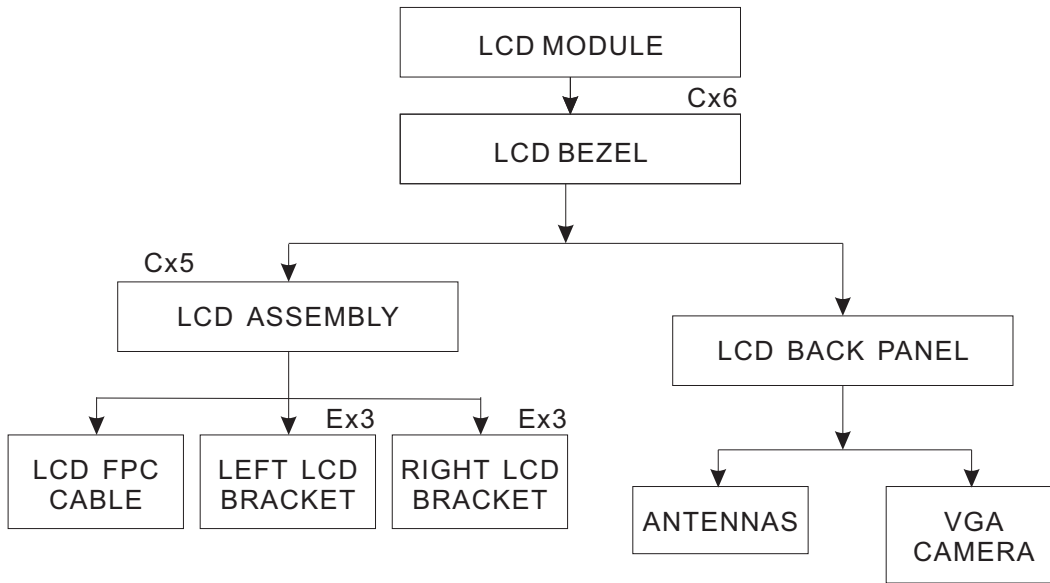 LCD MODULE
Cx6
LCD BEZEL
Cx5
LCD ASSEMBLY
LCD BACK PANEL
Ex3
Ex3
LCD FPC
CABLE
LEFT LCD
BRACKET
RIGHT LCD
BRACKET
ANTENNAS
VGA
CAMERA